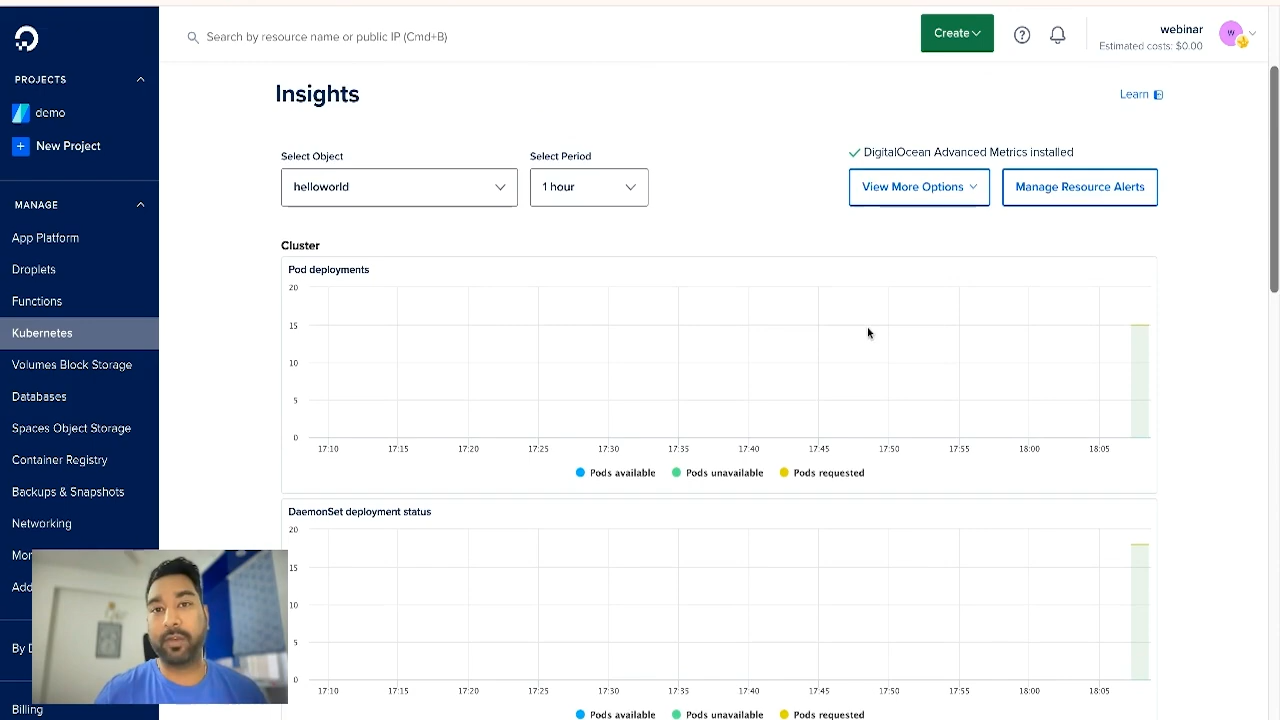 Search by resource name or public IP (Cmd+B)
Create
webinar
Estimated costs: $0.00
W
PROJECTS
demo
New Project
MANAGE
App Platform
Droplets
Functions
Kubernetes
Volumes Block Storage
Databases
Spaces Object Storage
Container Registry
Backups & Snapshots
Networking
Mon
Add
By D
Billing
Insights
Learn
Select Object
Select Period
helloworld
1 hour
DigitalOcean Advanced Metrics installed
View More Options
Manage Resource Alerts
Cluster
Pod deployments
20
15
10
5
0
17:10 17:15 17:20 17:25 17:30 17:35 17:40 17:45 17:50 17:55 18:00 18:05
Pods available Pods unavailable Pods requested
DaemonSet deployment status
20
15
10
5
0
17:10 17:15 17:20 17:25 17:30 17:35 17:40 17:45 17:50 17:55 18:00 18:05
Pods available Pods unavailable Pods requested